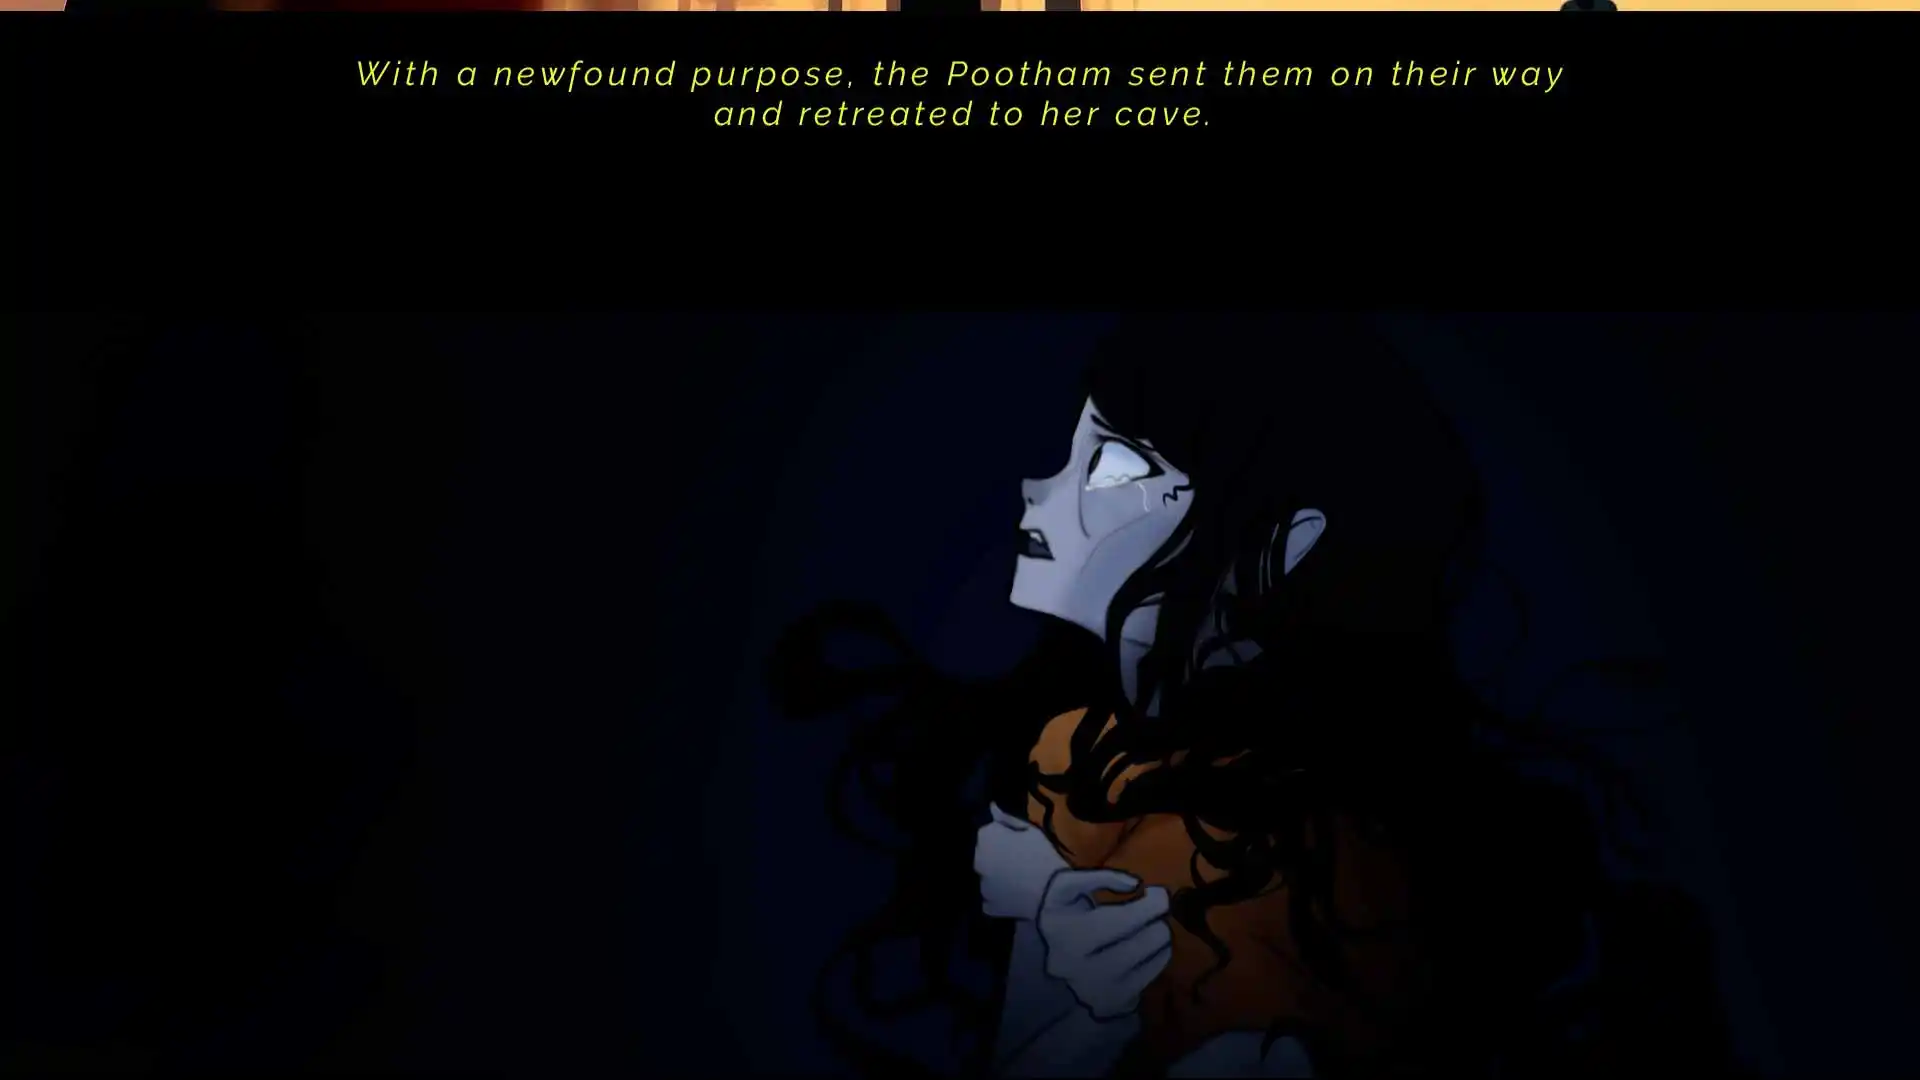 With a newfound purpose, the Pootham sent them on their way
and retreated to her cave.